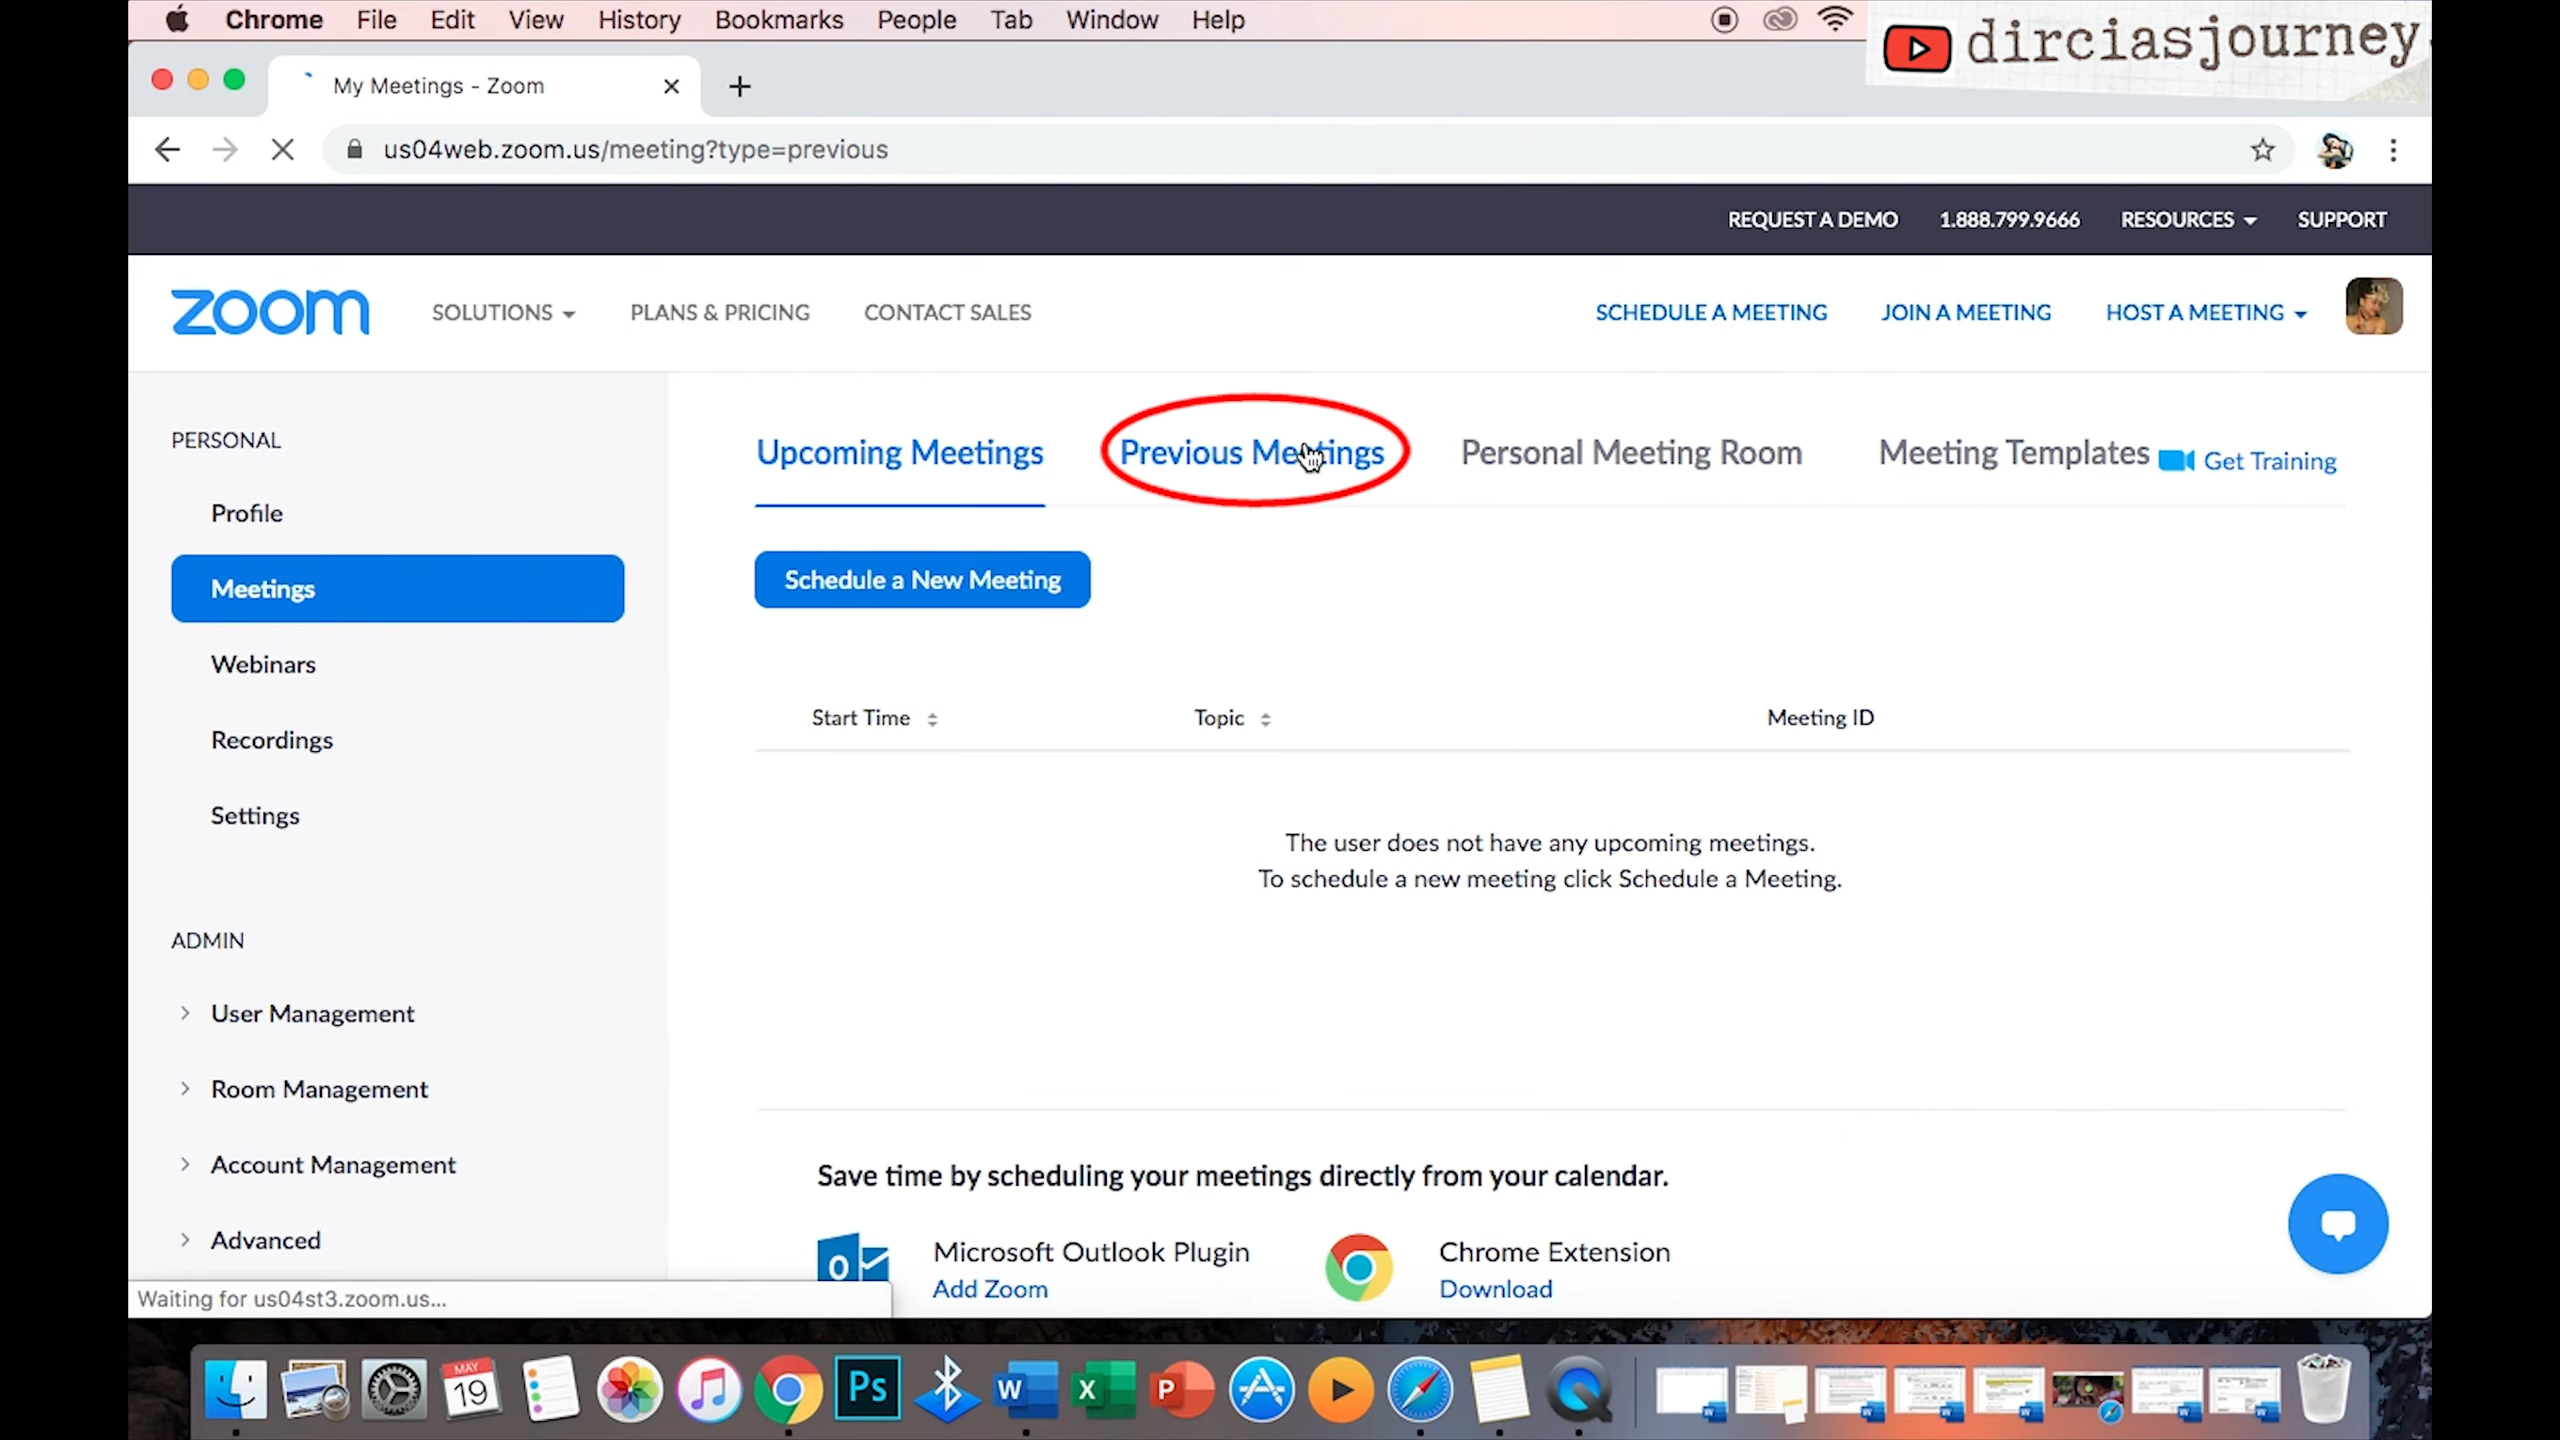 Chrome File Edit View History Bookmarks People Tab Window Help
dirciasjourney
My Meetings - Zoom
us04web.zoom.us/meeting?type=previous
REQUEST A DEMO 1.888.799.9666 RESOURCES SUPPORT
zoom SOLUTIONS PLANS & PRICING CONTACT SALES SCHEDULE A MEETING JOIN A MEETING HOST A MEETING
PERSONAL
Profile
Meetings
Webinars
Recordings
Settings
ADMIN
User Management
Room Management
Account Management
Advanced
Upcoming Meetings Previous Meetings Personal Meeting Room Meeting Templates Get Training
Schedule a New Meeting
Start Time Topic Meeting ID
The user does not have any upcoming meetings.
To schedule a new meeting click Schedule a Meeting.
Save time by scheduling your meetings directly from your calendar.
Microsoft Outlook Plugin
Add Zoom
Chrome Extension
Download
Waiting for us04st3.zoom.us...
MAY
19
Ps
W
X
P